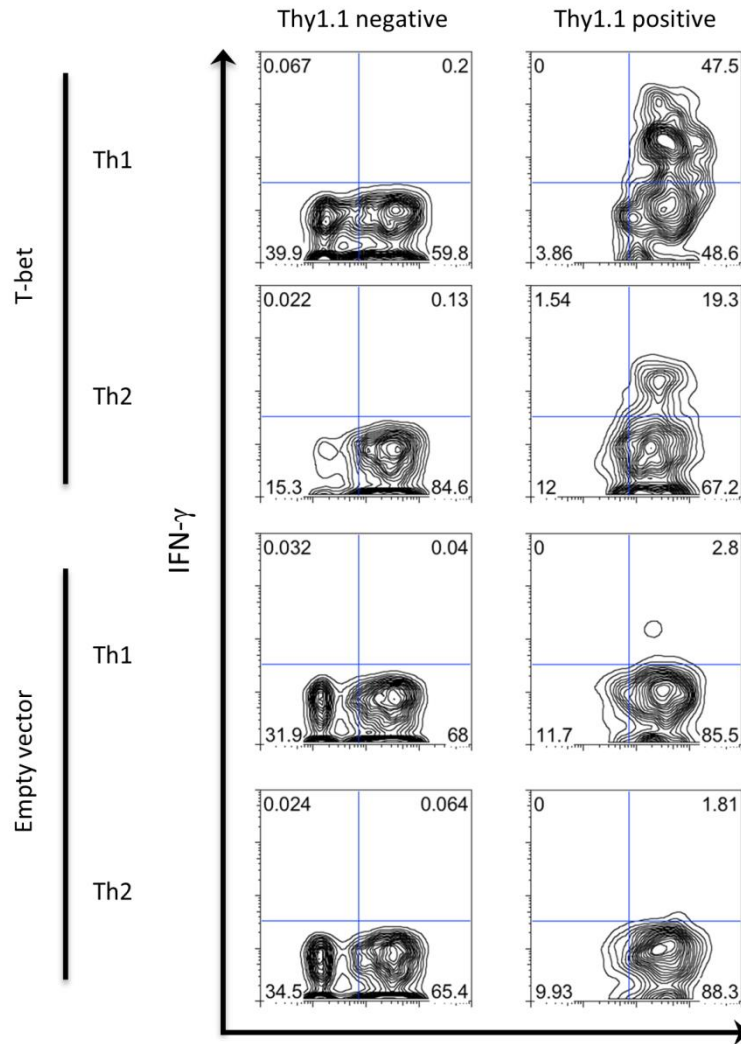 Thy1.1 negative Thy1.1 positive
0.067 0.2 0 47.5
Th1
39.9 59.8 3.86 48.6
T-bet
0.022 0.13 1.54 19.3
Th2
15.3 84.6 12 67.2
IFN-γ
0.032 0.04 0 2.8
Th1
31.9 68 11.7 85.5
Empty vector
0.024 0.064 0 1.81
Th2
34.5 65.4 9.93 88.3